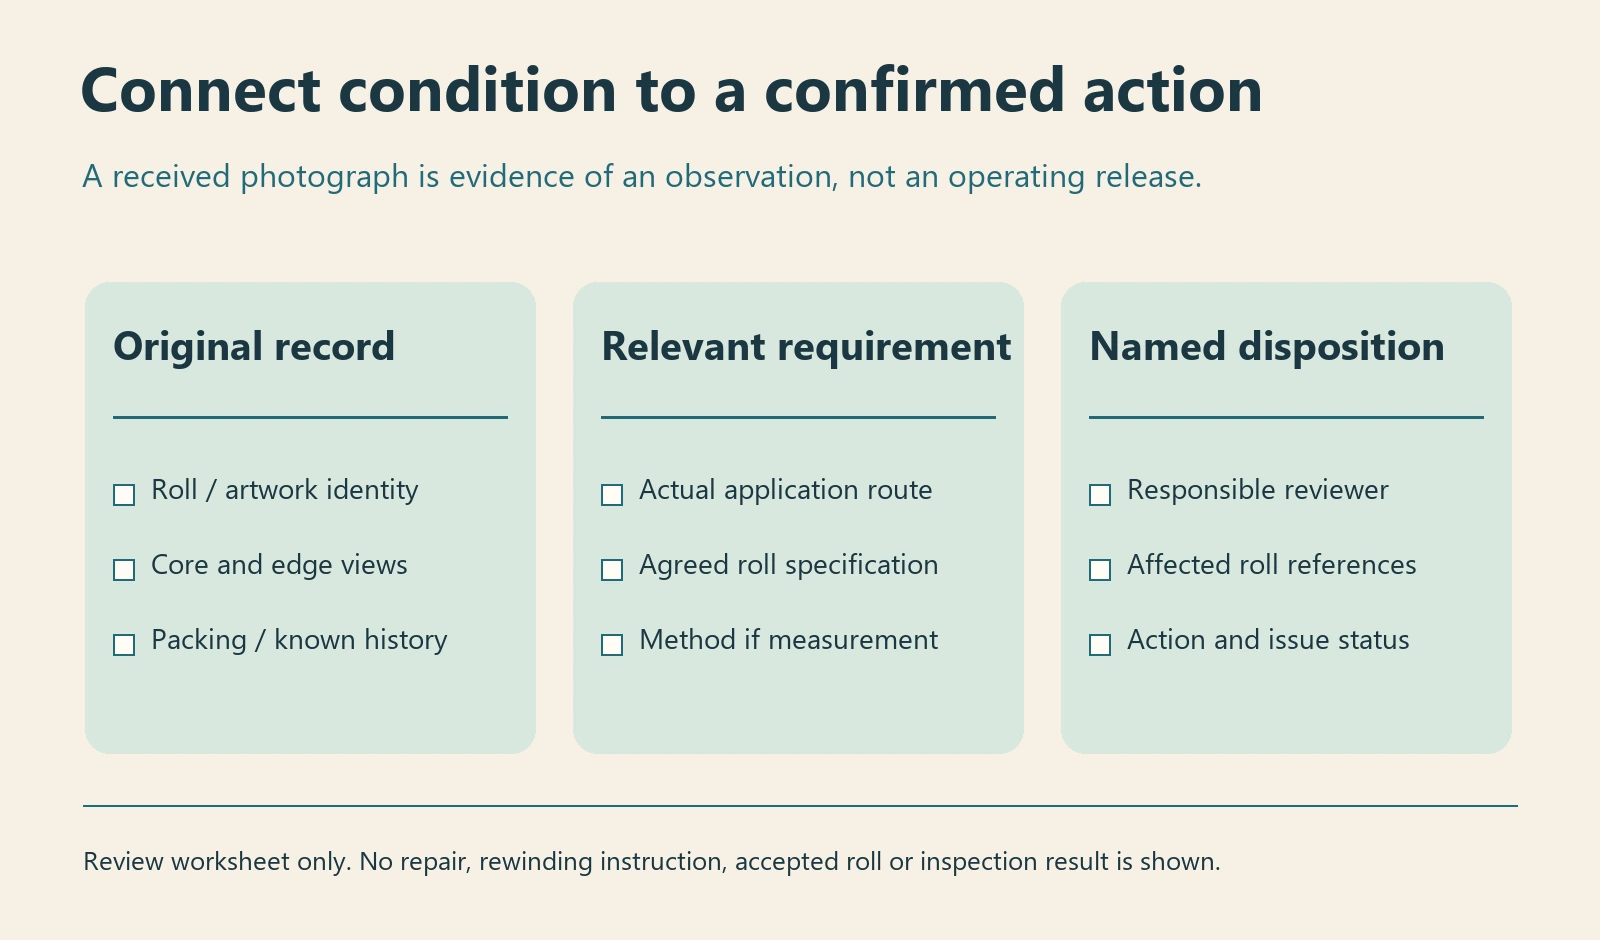 Connect condition to a confirmed action
A received photograph is evidence of an observation, not an operating release.
Original record
Roll / artwork identity
Core and edge views
Packing / known history
Relevant requirement
Actual application route
Agreed roll specification
Method if measurement
Named disposition
Responsible reviewer
Affected roll references
Action and issue status
Review worksheet only. No repair, rewinding instruction, accepted roll or inspection result is shown.